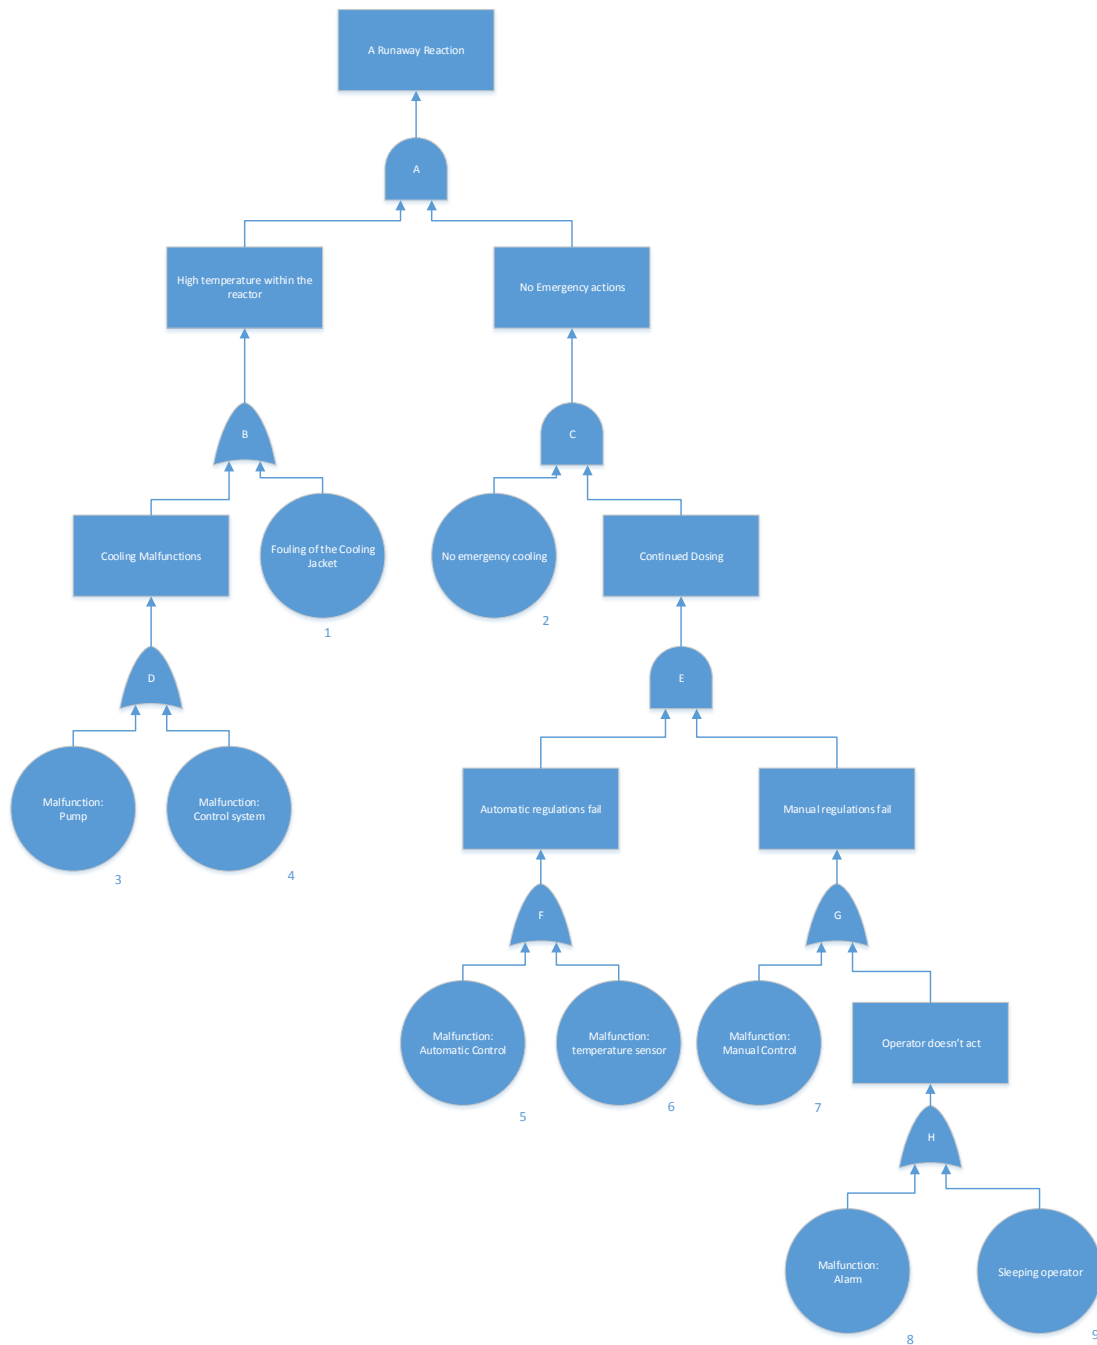 A Runaway Reaction
A
High temperature within the
reactor
No Emergency actions
B
C
Cooling Malfunctions
Fouling of the Cooling
Jacket
No emergency cooling
Continued Dosing
1
2
D
E
Malfunction:
Pump
Malfunction:
Control system
Automatic regulations fail
Manual regulations fail
3
4
F
G
Malfunction:
Automatic Control
Malfunction:
temperature sensor
Malfunction:
Manual Control
Operator doesn't act
5
6
7
H
Malfunction:
Alarm
Sleeping operator
8
9